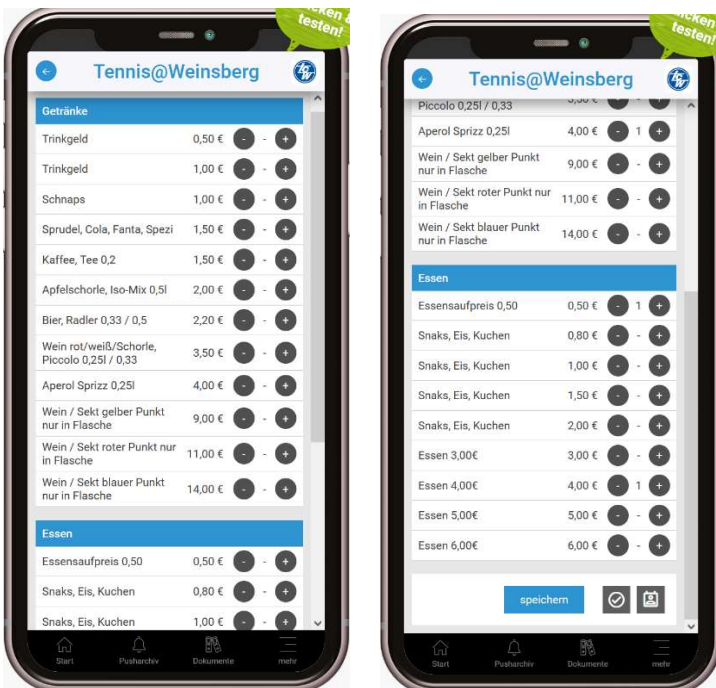 testen!
Tennis@Weinsberg
Getränke
Trinkgeld 0,50 € - - +
Trinkgeld 1,00 € - - +
Schnaps 1,00 € - - +
Sprudel, Cola, Fanta, Spezi 1,50 € - - +
Kaffee, Tee 0,2 1,50 € - - +
Apfelschorle, Iso-Mix 0,5l 2,00 € - - +
Bier, Radler 0,33 / 0,5 2,20 € - - +
Wein rot/weiß/Schorle,
Piccolo 0,25l / 0,33 3,50 € - - +
Aperol Sprizz 0,25l 4,00 € - - +
Wein / Sekt gelber Punkt
nur in Flasche 9,00 € - - +
Wein / Sekt roter Punkt nur
in Flasche 11,00 € - - +
Wein / Sekt blauer Punkt
nur in Flasche 14,00 € - - +
Essen
Essensaufpreis 0,50 0,50 € - - +
Snaks, Eis, Kuchen 0,80 € - - +
Snaks, Eis, Kuchen 1,00 € - - +
Start Pusharchiv Dokumente mehr
testen!
Tennis@Weinsberg
Piccolo 0,25l / 0,33 3,50 € - - +
Aperol Sprizz 0,25l 4,00 € - 1 +
Wein / Sekt gelber Punkt
nur in Flasche 9,00 € - - +
Wein / Sekt roter Punkt nur
in Flasche 11,00 € - - +
Wein / Sekt blauer Punkt
nur in Flasche 14,00 € - - +
Essen
Essensaufpreis 0,50 0,50 € - 1 +
Snaks, Eis, Kuchen 0,80 € - - +
Snaks, Eis, Kuchen 1,00 € - - +
Snaks, Eis, Kuchen 1,50 € - - +
Snaks, Eis, Kuchen 2,00 € - - +
Essen 3,00€ 3,00 € - - +
Essen 4,00€ 4,00 € - 1 +
Essen 5,00€ 5,00 € - - +
Essen 6,00€ 6,00 € - - +
speichern
Start Pusharchiv Dokumente mehr